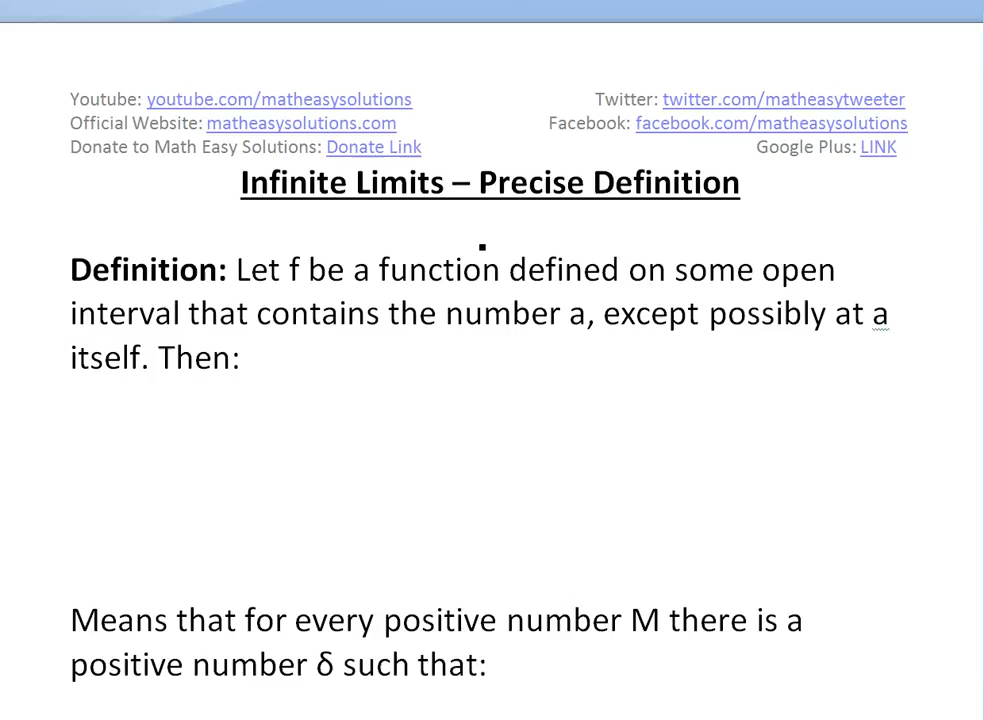 Youtube: youtube.com/matheasysolutions Twitter: twitter.com/matheasytweeter
Official Website: matheasysolutions.com Facebook: facebook.com/matheasysolutions
Donate to Math Easy Solutions: Donate Link Google Plus: LINK
Infinite Limits – Precise Definition
Definition: Let f be a function defined on some open
interval that contains the number a, except possibly at a
itself. Then:
Means that for every positive number M there is a
positive number δ such that: